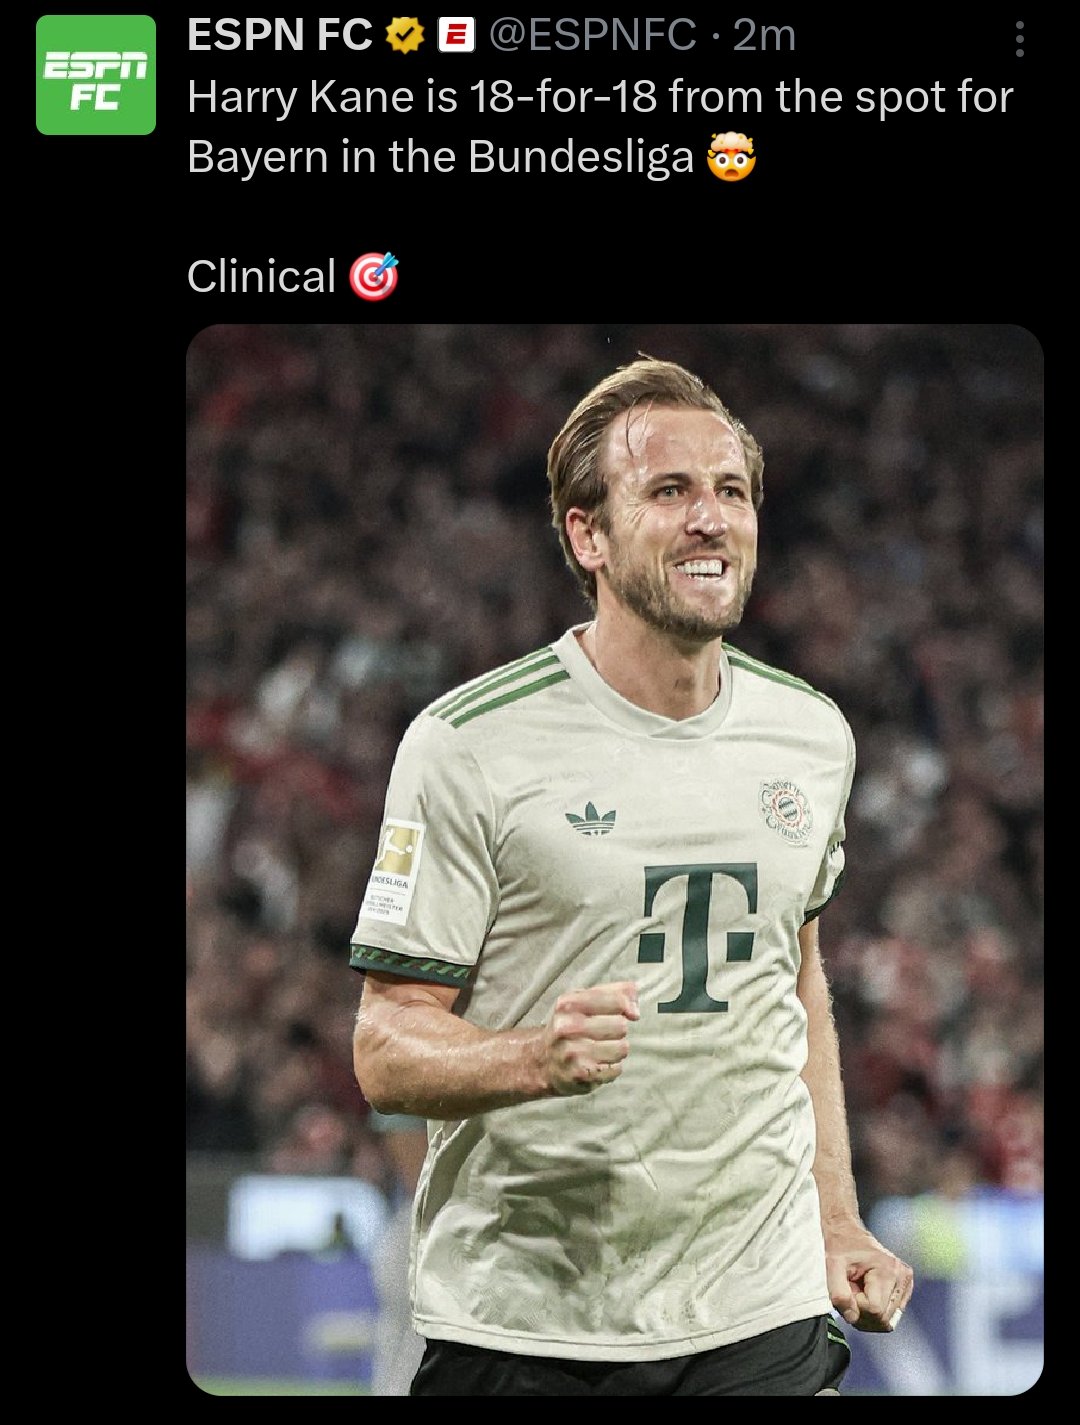 ESPN FC E @ESPNFC · 2m
ESPN
FC
Harry Kane is 18-for-18 from the spot for
Bayern in the Bundesliga 🤯
Clinical 🎯
T
BUNDESLIGA